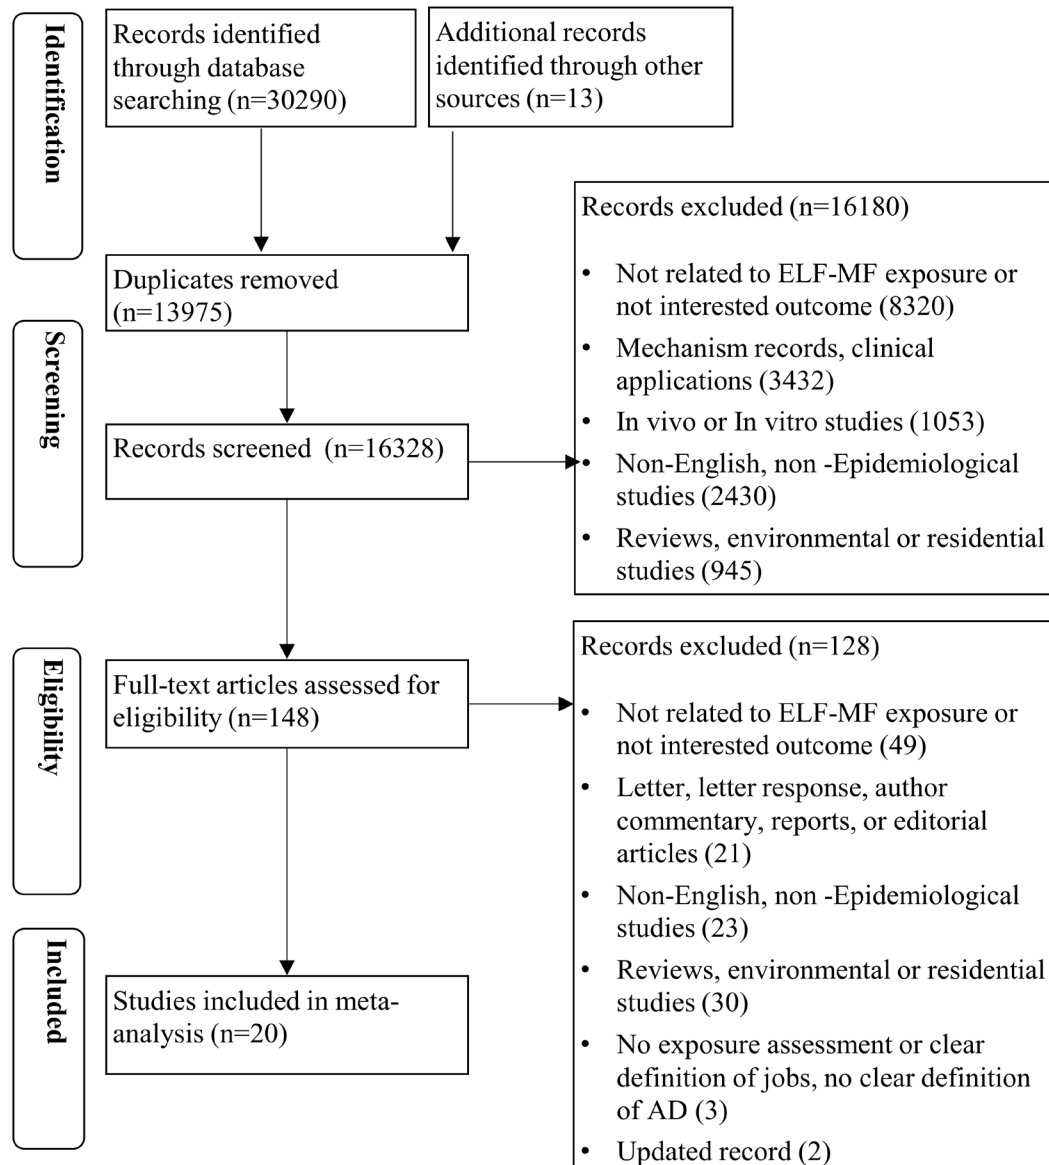 Identification
Records identified
through database
searching (n=30290)
Additional records
identified through other
sources (n=13)
Duplicates removed
(n=13975)
Screening
Records screened  (n=16328)
Records excluded (n=16180)
• Not related to ELF-MF exposure or
not interested outcome (8320)
• Mechanism records, clinical
applications (3432)
• In vivo or In vitro studies (1053)
• Non-English, non -Epidemiological
studies (2430)
• Reviews, environmental or residential
studies (945)
Eligibility
Full-text articles assessed for
eligibility (n=148)
Records excluded (n=128)
• Not related to ELF-MF exposure or
not interested outcome (49)
• Letter, letter response, author
commentary, reports, or editorial
articles (21)
• Non-English, non -Epidemiological
studies (23)
• Reviews, environmental or residential
studies (30)
• No exposure assessment or clear
definition of jobs, no clear definition
of AD (3)
• Updated record (2)
Included
Studies included in meta-
analysis (n=20)